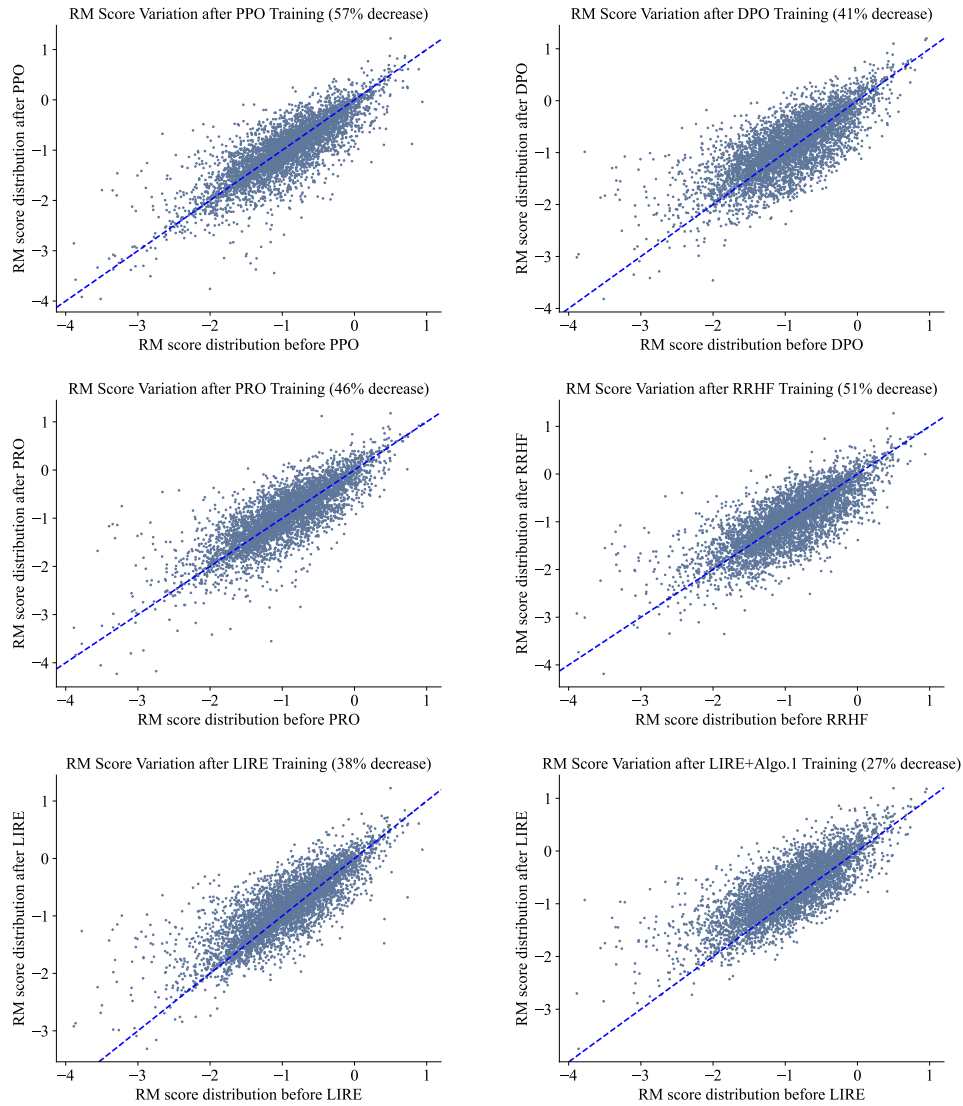 RM Score Variation after PPO Training (57% decrease)
RM score distribution after PPO
1
0
−1
−2
−3
−4
−4 −3 −2 −1 0 1
RM score distribution before PPO
RM Score Variation after DPO Training (41% decrease)
RM score distribution after DPO
1
0
−1
−2
−3
−4
−4 −3 −2 −1 0 1
RM score distribution before DPO
RM Score Variation after PRO Training (46% decrease)
RM score distribution after PRO
1
0
−1
−2
−3
−4
−4 −3 −2 −1 0 1
RM score distribution before PRO
RM Score Variation after RRHF Training (51% decrease)
RM score distribution after RRHF
1
0
−1
−2
−3
−4
−4 −3 −2 −1 0 1
RM score distribution before RRHF
RM Score Variation after LIRE Training (38% decrease)
RM score distribution after LIRE
1
0
−1
−2
−3
−4 −3 −2 −1 0 1
RM score distribution before LIRE
RM Score Variation after LIRE+Algo.1 Training (27% decrease)
RM score distribution after LIRE
1
0
−1
−2
−3
−4 −3 −2 −1 0 1
RM score distribution before LIRE